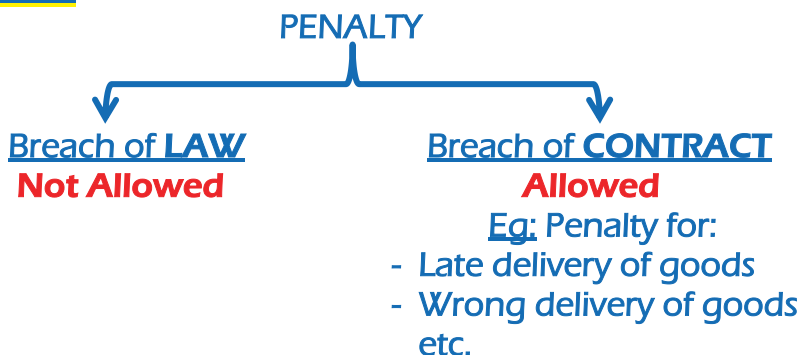 PENALTY
Breach of LAW
Not Allowed
Breach of CONTRACT
Allowed
Eg: Penalty for:
- Late delivery of goods
- Wrong delivery of goods
etc.